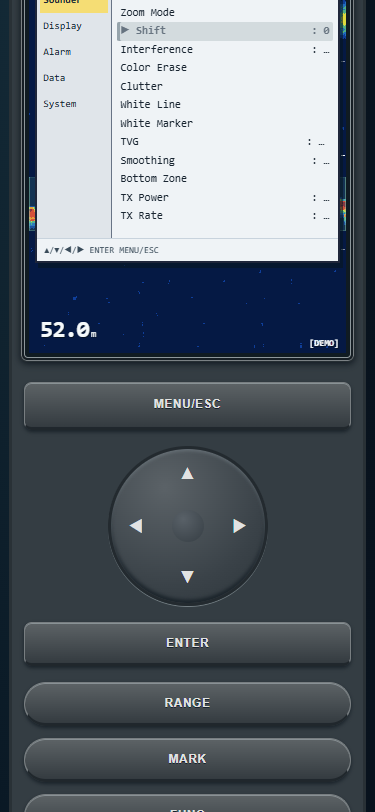 Sounder
Zoom Mode
Display
▶ Shift : 0
Interference : …
Alarm
Color Erase
Data
Clutter
System
White Line
White Marker
TVG : …
Smoothing : …
Bottom Zone
TX Power : …
TX Rate : …
▲/▼/◀/▶ ENTER MENU/ESC
52.0m
[DEMO]
MENU/ESC
▲
◀ ▶
▼
ENTER
RANGE
MARK
FUNC